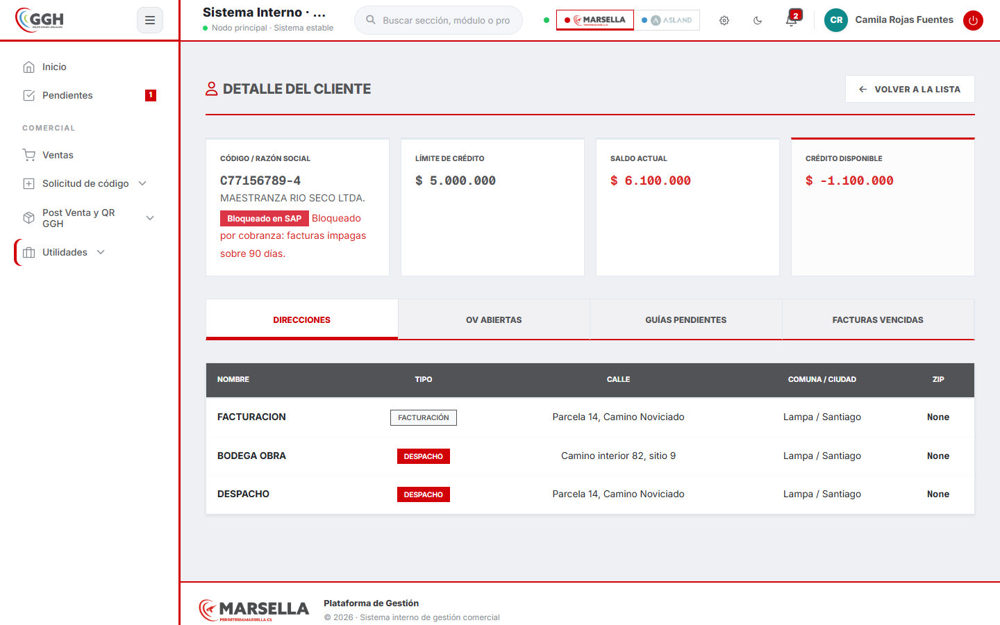 GGH
Sistema Interno · ...
Nodo principal · Sistema estable
Buscar sección, módulo o pro
MARSELLA
FERRETERIAMARSELLA.CL
ASLAND
2
CR
Camila Rojas Fuentes
Inicio
Pendientes
1
COMERCIAL
Ventas
Solicitud de código
Post Venta y QR
GGH
Utilidades
DETALLE DEL CLIENTE
VOLVER A LA LISTA
CÓDIGO / RAZÓN SOCIAL
C77156789-4
MAESTRANZA RIO SECO LTDA.
Bloqueado en SAP Bloqueado
por cobranza: facturas impagas
sobre 90 días.
LÍMITE DE CRÉDITO
$ 5.000.000
SALDO ACTUAL
$ 6.100.000
CRÉDITO DISPONIBLE
$ -1.100.000
DIRECCIONES
OV ABIERTAS
GUÍAS PENDIENTES
FACTURAS VENCIDAS
NOMBRE TIPO CALLE COMUNA / CIUDAD ZIP
FACTURACION FACTURACIÓN Parcela 14, Camino Noviciado Lampa / Santiago None
BODEGA OBRA DESPACHO Camino interior 82, sitio 9 Lampa / Santiago None
DESPACHO DESPACHO Parcela 14, Camino Noviciado Lampa / Santiago None
MARSELLA
FERRETERIAMARSELLA.CL
Plataforma de Gestión
© 2026 · Sistema interno de gestión comercial